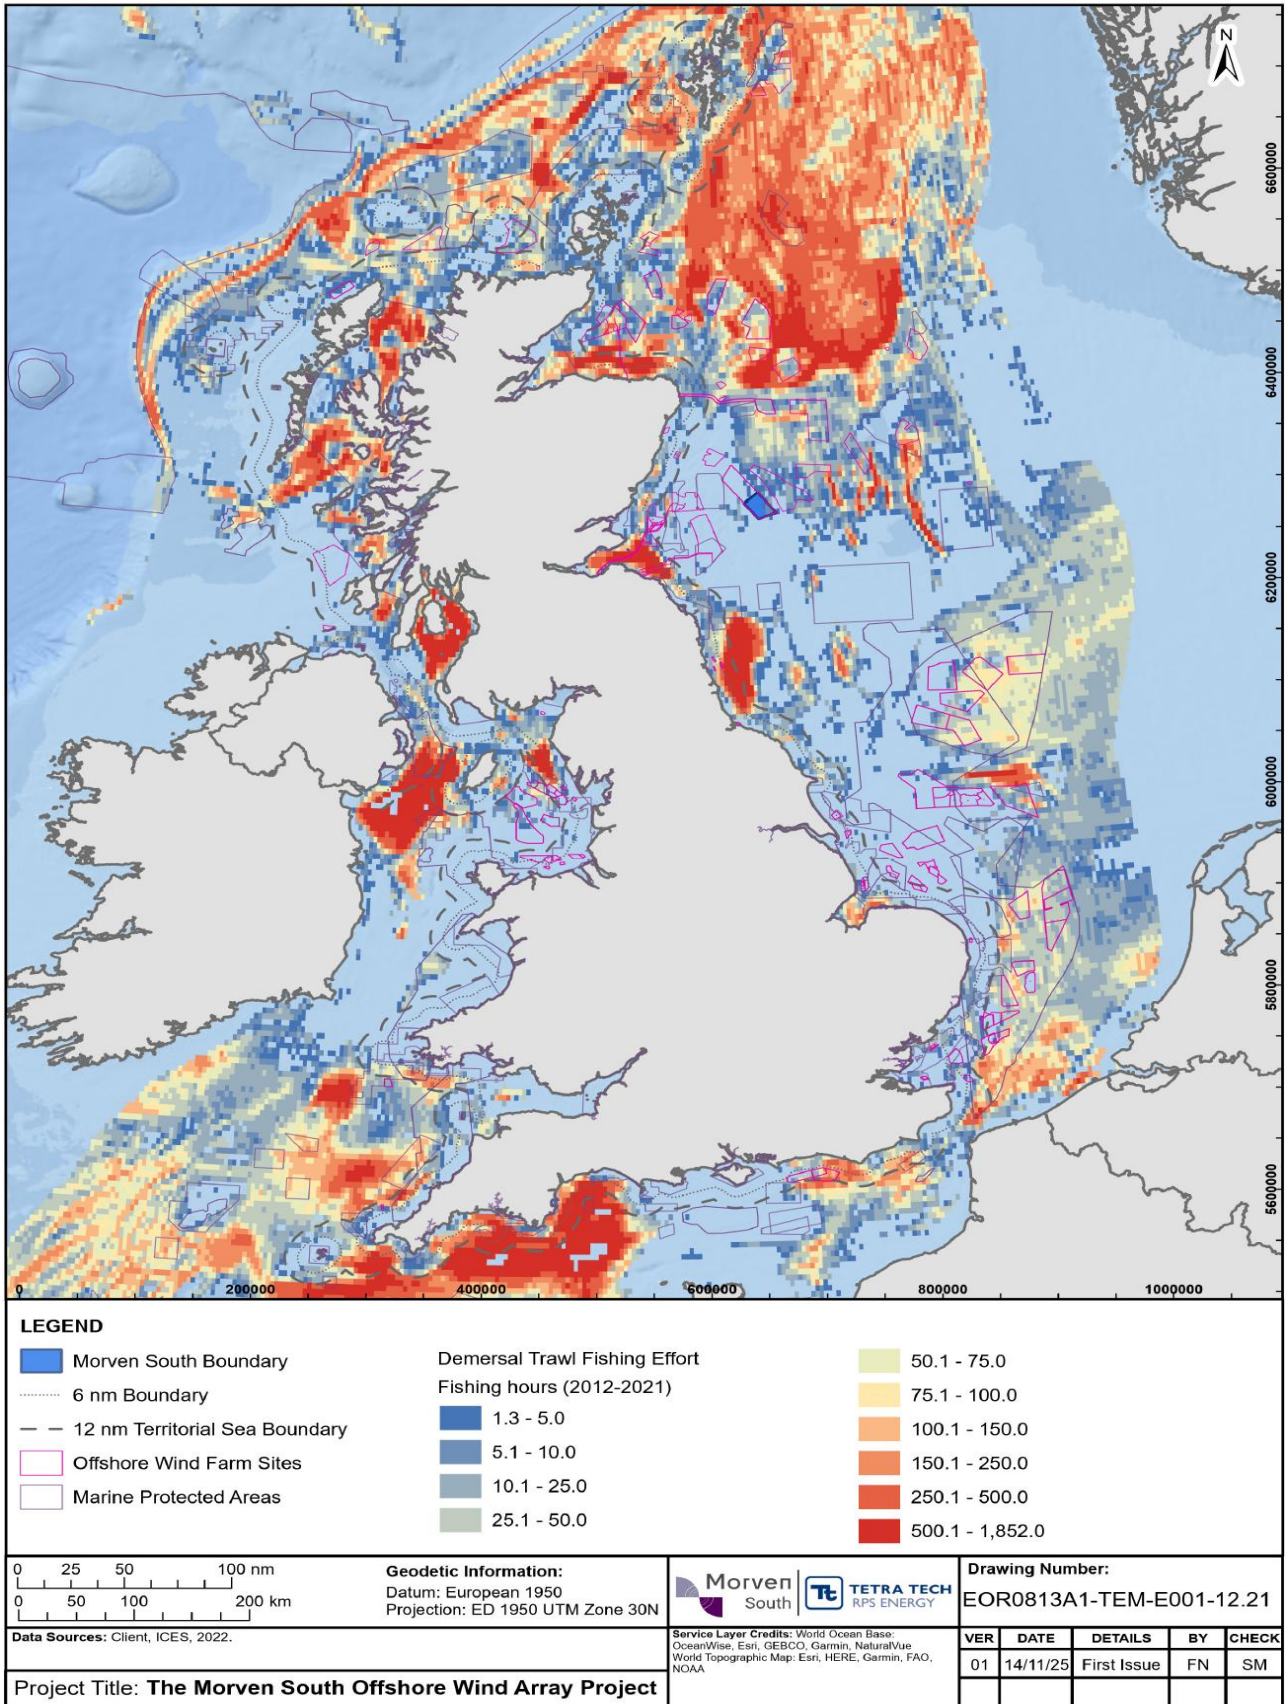 N
6600000
6400000
6200000
6000000
5800000
5600000
0
200000
400000
600000
800000
1000000
LEGEND
Morven South Boundary
6 nm Boundary
12 nm Territorial Sea Boundary
Offshore Wind Farm Sites
Marine Protected Areas
Demersal Trawl Fishing Effort
Fishing hours (2012-2021)
1.3 - 5.0
5.1 - 10.0
10.1 - 25.0
25.1 - 50.0
50.1 - 75.0
75.1 - 100.0
100.1 - 150.0
150.1 - 250.0
250.1 - 500.0
500.1 - 1,852.0
0 25 50 100 nm
0 50 100 200 km
Geodetic Information:
Datum: European 1950
Projection: ED 1950 UTM Zone 30N
Morven
South
Tt
TETRA TECH
RPS ENERGY
Drawing Number:
EOR0813A1-TEM-E001-12.21
Data Sources: Client, ICES, 2022.
Service Layer Credits: World Ocean Base:
OceanWise, Esri, GEBCO, Garmin, NaturalVue
World Topographic Map: Esri, HERE, Garmin, FAO,
NOAA
VER DATE DETAILS BY CHECK
01 14/11/25 First Issue FN SM
Project Title: The Morven South Offshore Wind Array Project